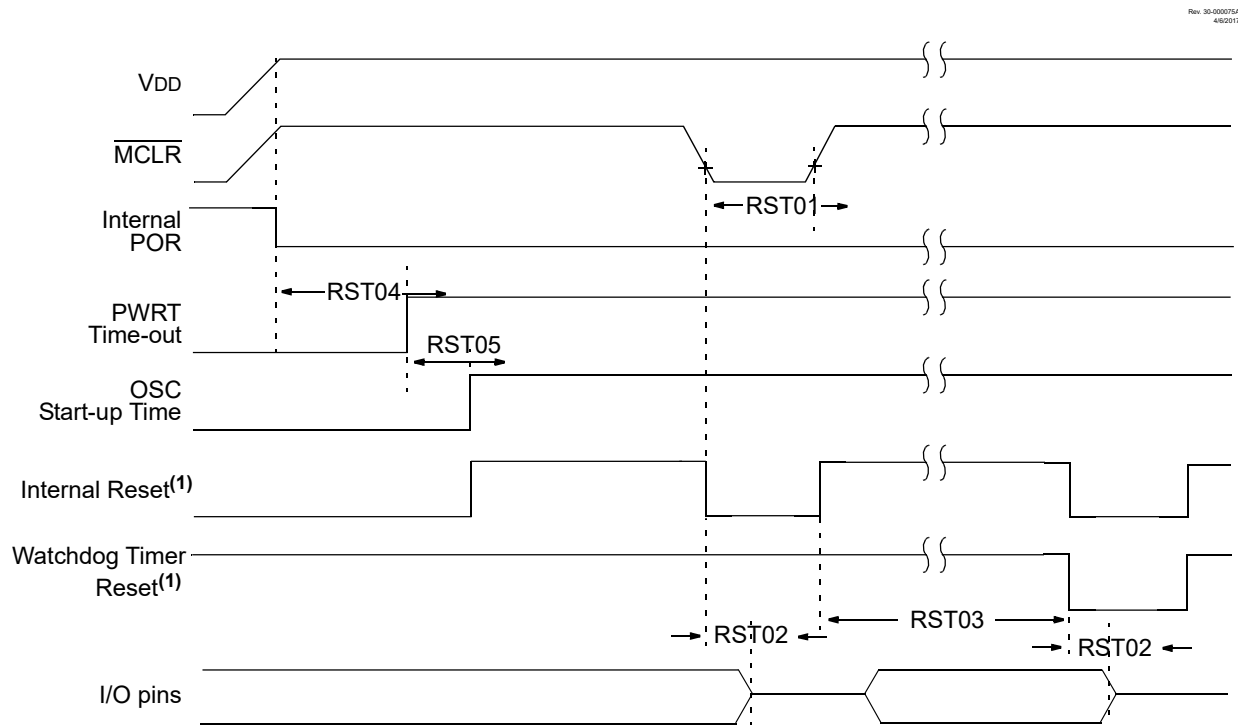 Rev. 30-000075A
4/6/2017
VDD
MCLR
RST01
Internal
POR
RST04
PWRT
Time-out
RST05
OSC
Start-up Time
Internal Reset(1)
Watchdog Timer
Reset(1)
RST03
RST02
RST02
I/O pins